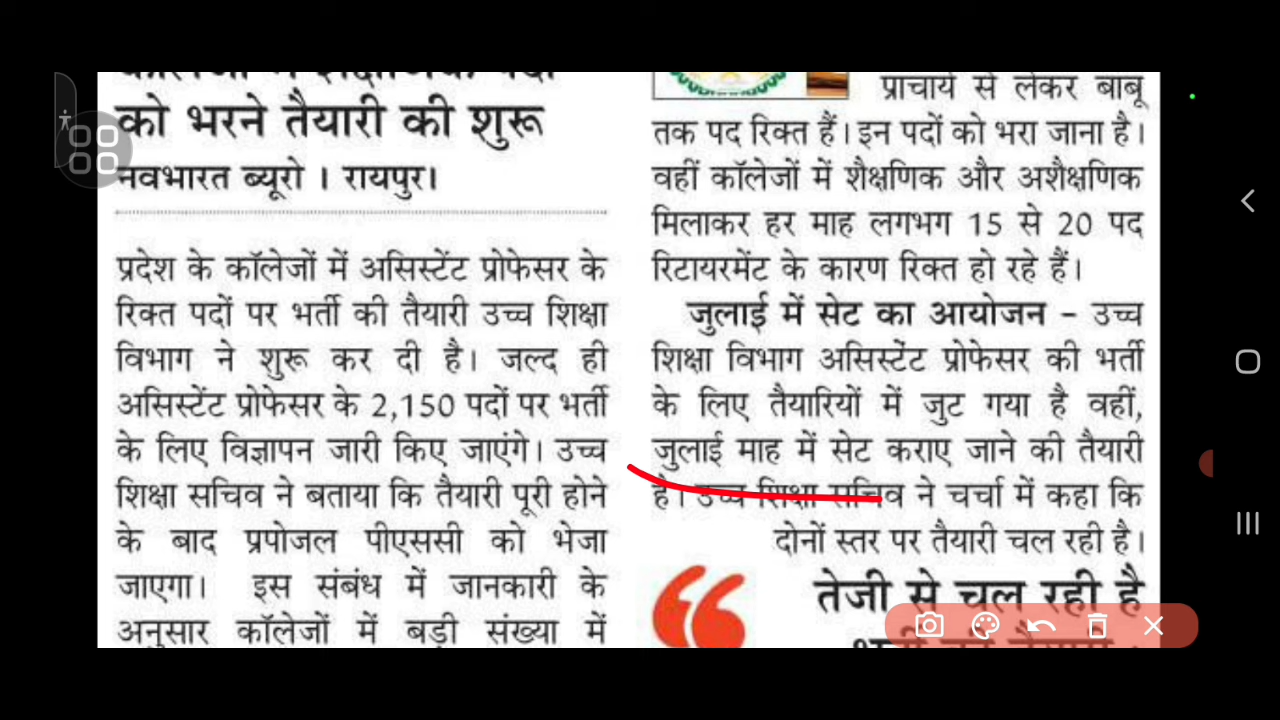 को भरने तैयारी की शुरू
नवभारत ब्यूरो । रायपुर।
प्रदेश के कॉलेजों में असिस्टेंट प्रोफेसर के
रिक्त पदों पर भर्ती की तैयारी उच्च शिक्षा
विभाग ने शुरू कर दी है। जल्द ही
असिस्टेंट प्रोफेसर के 2,150 पदों पर भर्ती
के लिए विज्ञापन जारी किए जाएंगे। उच्च
शिक्षा सचिव ने बताया कि तैयारी पूरी होने
के बाद प्रपोजल पीएससी को भेजा
जाएगा। इस संबंध में जानकारी के
अनुसार कॉलेजों में बड़ी संख्या में
प्राचार्य से लेकर बाबू
तक पद रिक्त हैं। इन पदों को भरा जाना है।
वहीं कॉलेजों में शैक्षणिक और अशैक्षणिक
मिलाकर हर माह लगभग 15 से 20 पद
रिटायरमेंट के कारण रिक्त हो रहे हैं।
जुलाई में सेट का आयोजन - उच्च
शिक्षा विभाग असिस्टेंट प्रोफेसर की भर्ती
के लिए तैयारियों में जुट गया है वहीं,
जुलाई माह में सेट कराए जाने की तैयारी
है। उच्च शिक्षा सचिव ने चर्चा में कहा कि
दोनों स्तर पर तैयारी चल रही है।
तेजी से चल रही है